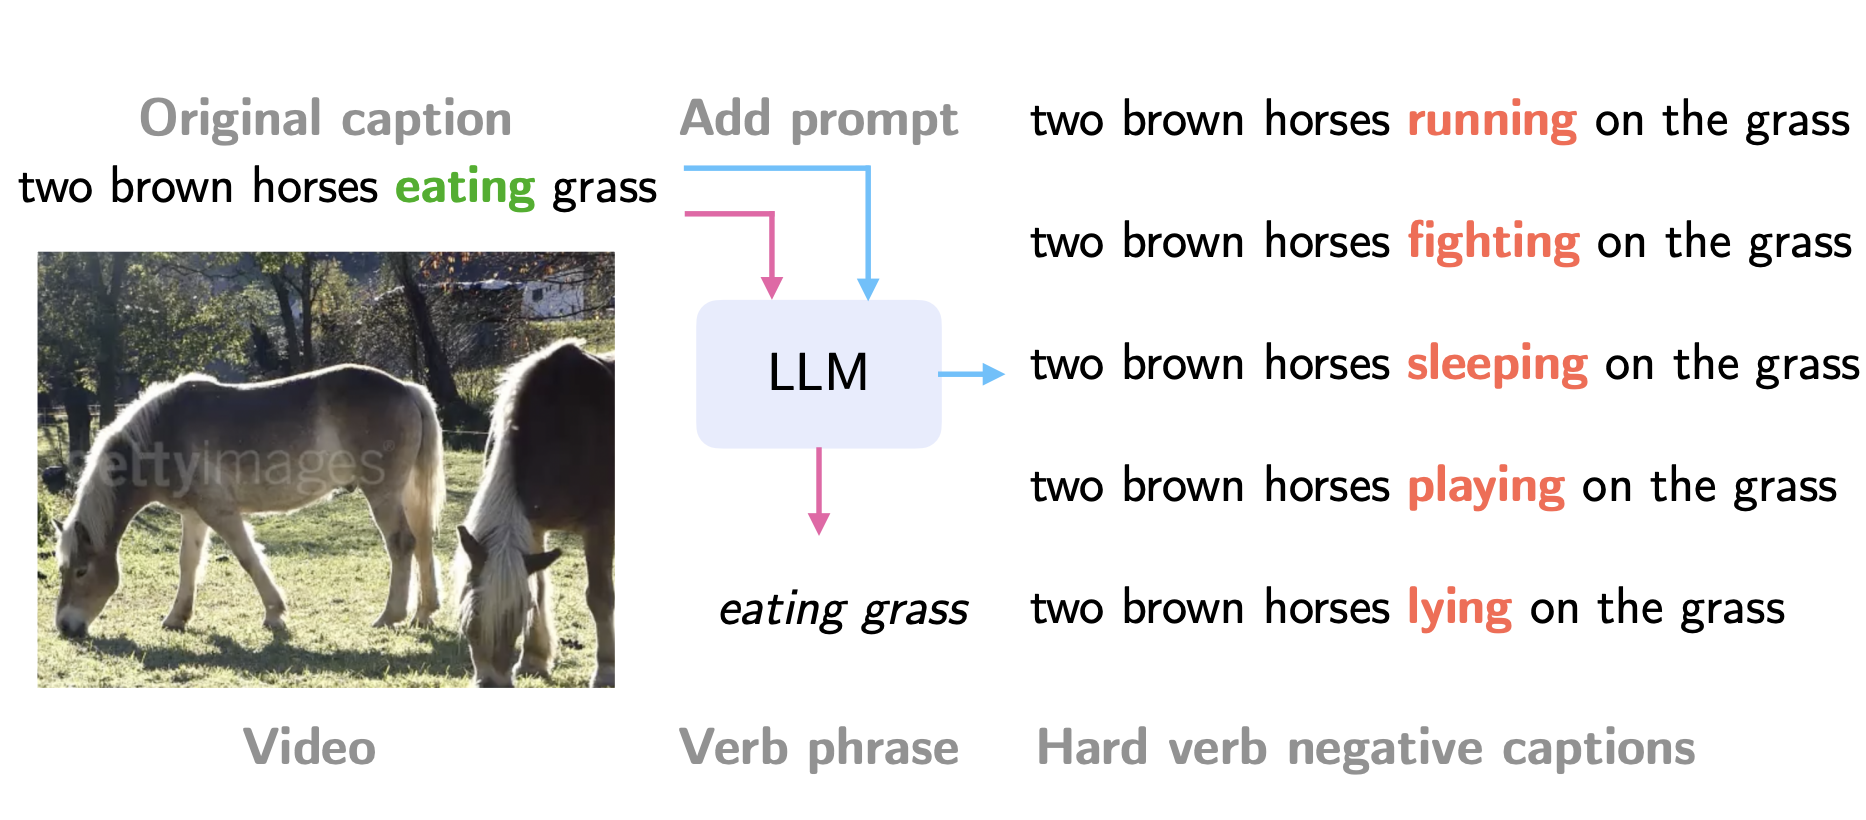 Original caption
two brown horses eating grass
Add prompt
LLM
eating grass
two brown horses running on the grass
two brown horses fighting on the grass
two brown horses sleeping on the grass
two brown horses playing on the grass
two brown horses lying on the grass
gettyimages®
Video
Verb phrase
Hard verb negative captions